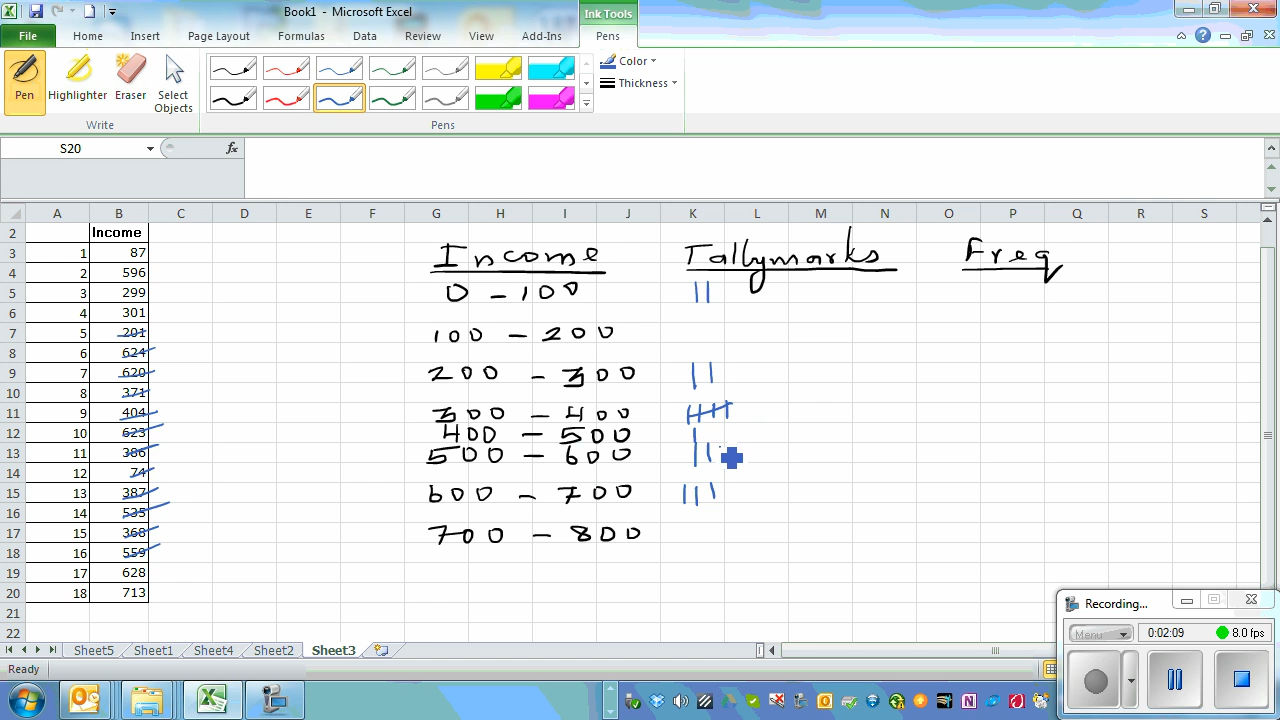 Book1 - Microsoft Excel
Ink Tools
File Home Insert Page Layout Formulas Data Review View Add-Ins Pens
Pen Highlighter Eraser Select Objects
Color
Thickness
Write Pens
S20 fx
A B C D E F G H I J K L M N O P Q R S
2 Income
3 1 87 Income Tallymarks Freq
4 2 596
5 3 299 0 - 100 ||
6 4 301
7 5 201 100 - 200
8 6 624
9 7 620 200 - 300 ||
10 8 371
11 9 404 300 - 400 ||||
12 10 623 400 - 500 |
13 11 386 500 - 600 ||
14 12 74
15 13 387 600 - 700 |||
16 14 535
17 15 368 700 - 800
18 16 559
19 17 628
20 18 713
21
22
Sheet5 Sheet1 Sheet4 Sheet2 Sheet3
Ready
Recording...
Menu 0:02:09 8.0 fps